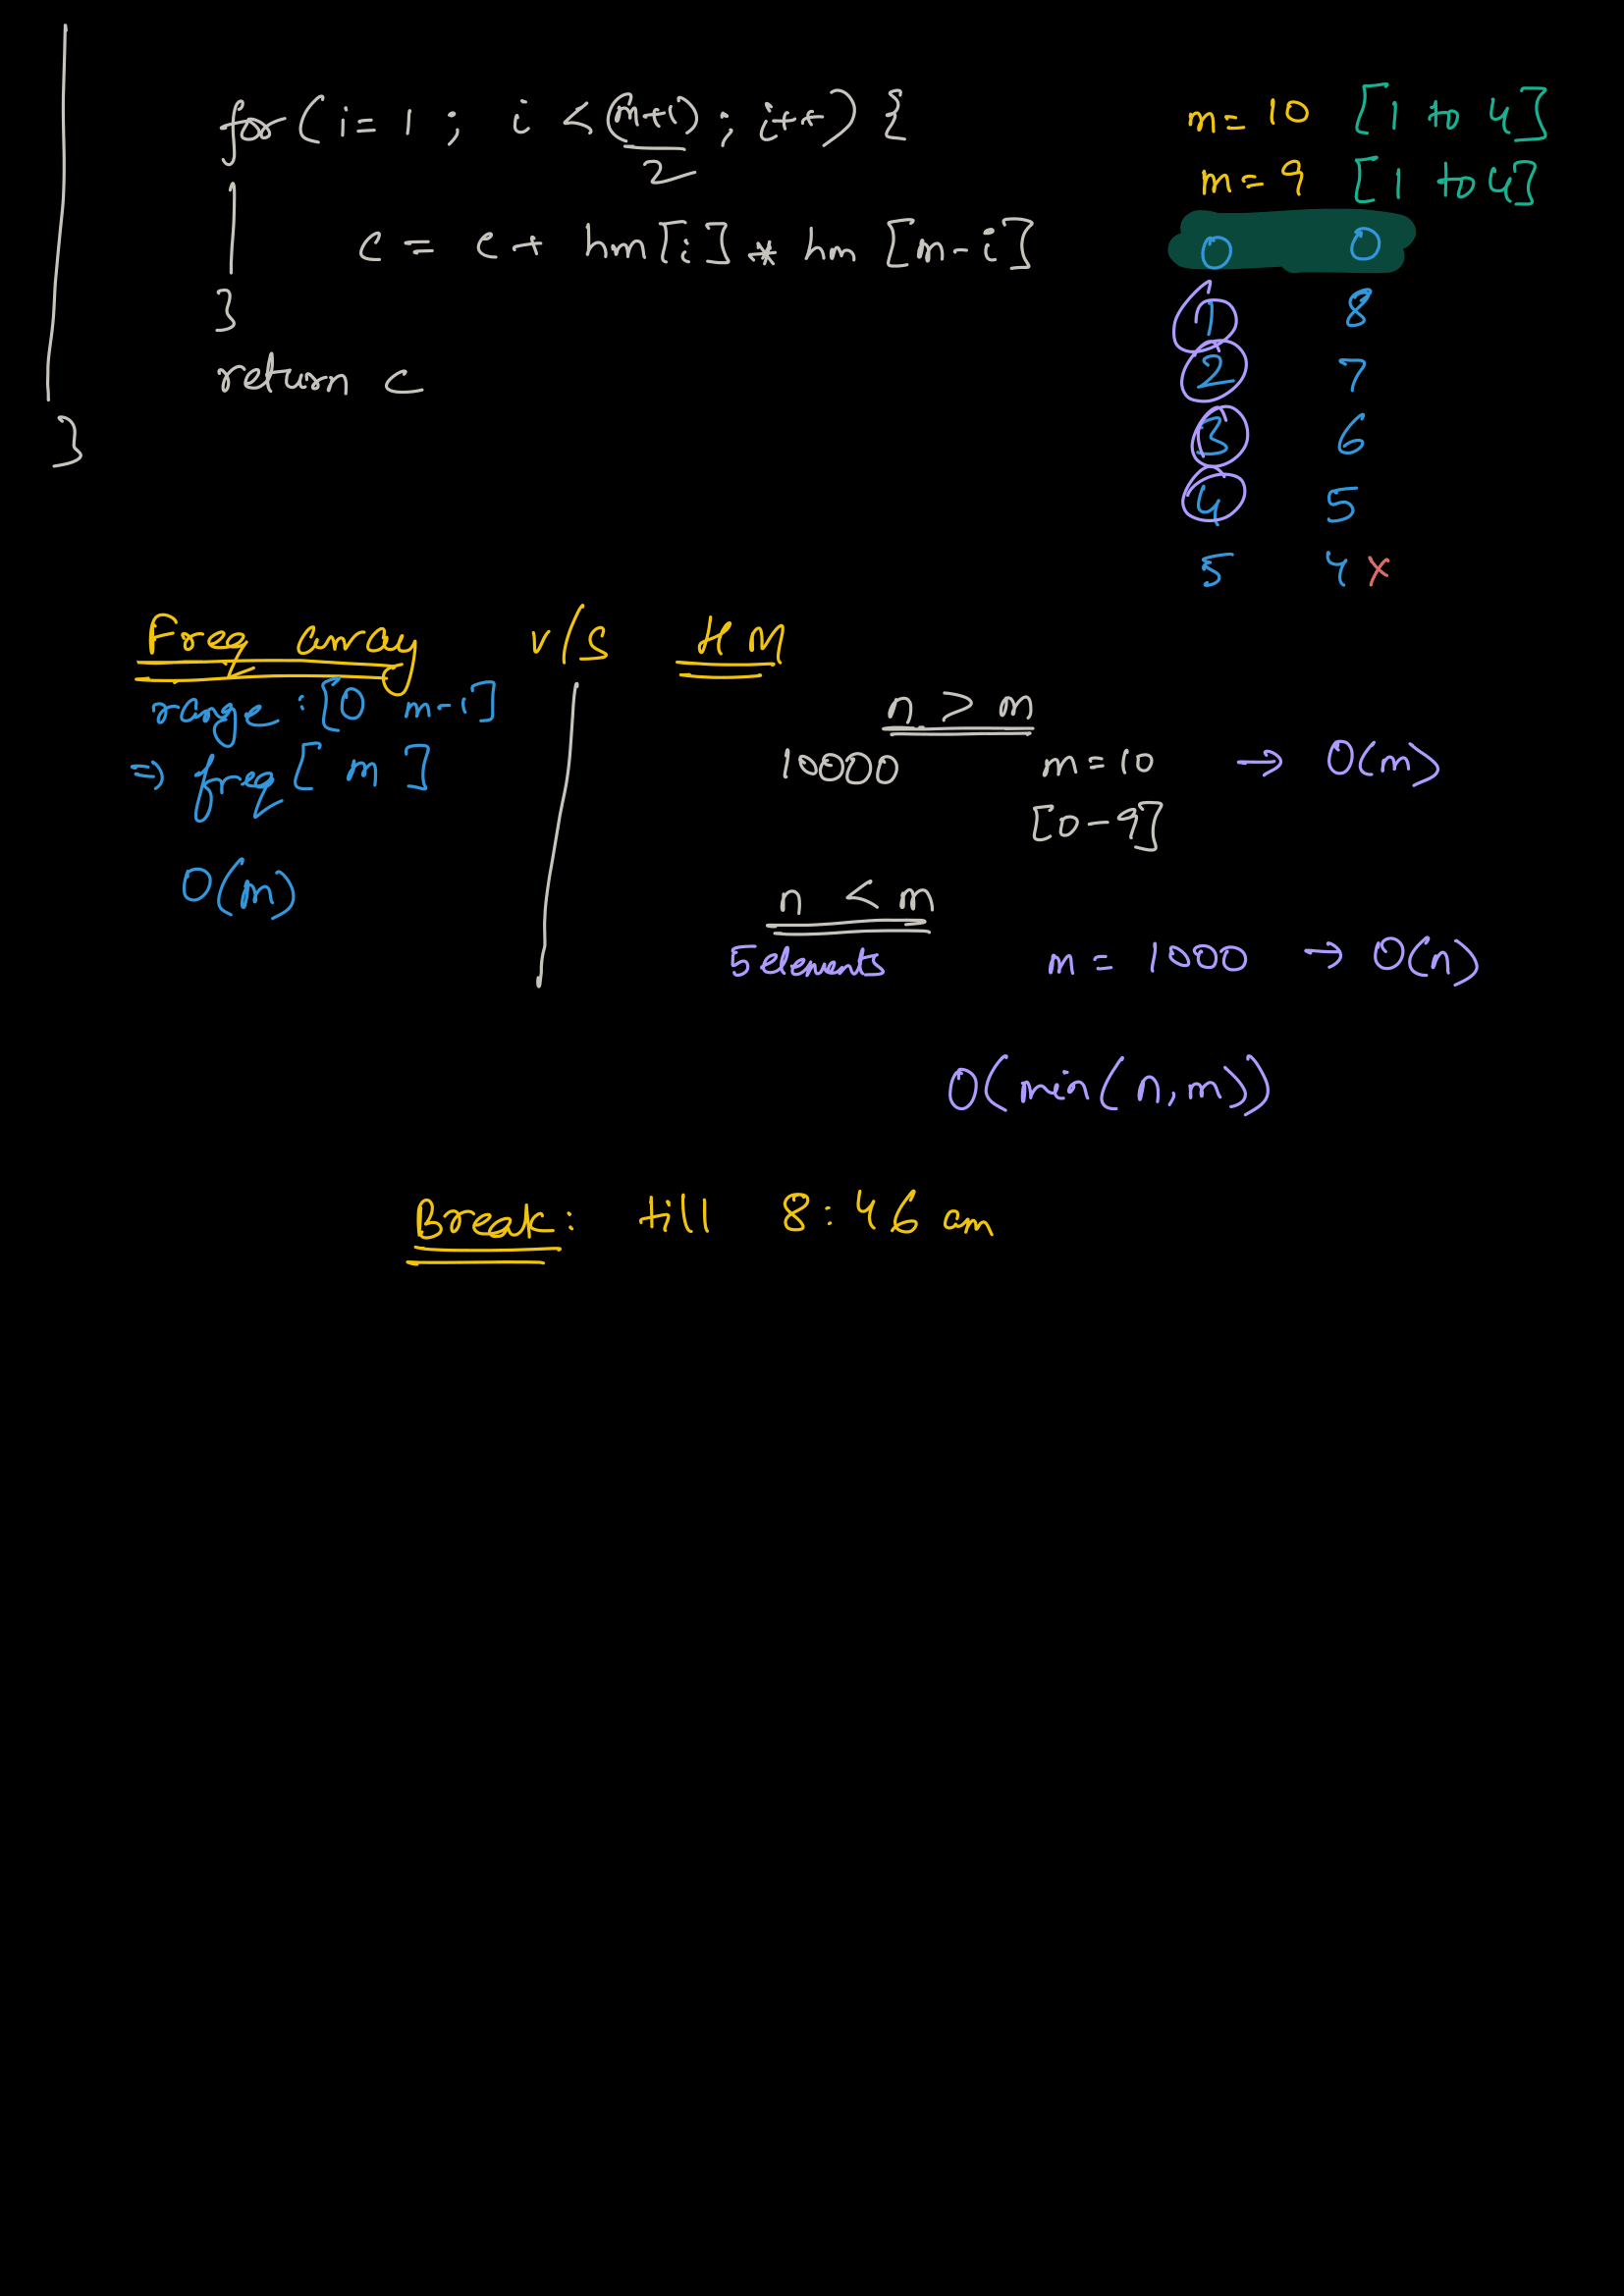 for ( i = 1 ; i < (m+1)/2 ; i++ ) {
c = c + hm[i] * hm [m-i]
}
return c
}
m = 10 [1 to 4]
m = 9 [1 to 4]
0 0
1 8
2 7
3 6
4 5
5 4 x
Freq array v/s HM
range : [0 m-1]
⇒ freq [ m ]
O(m)
n > m
10000 m = 10 → O(m)
[0-9]
n < m
5 elements m = 1000 → O(n)
O(min(n,m))
Break : till 8:46 am